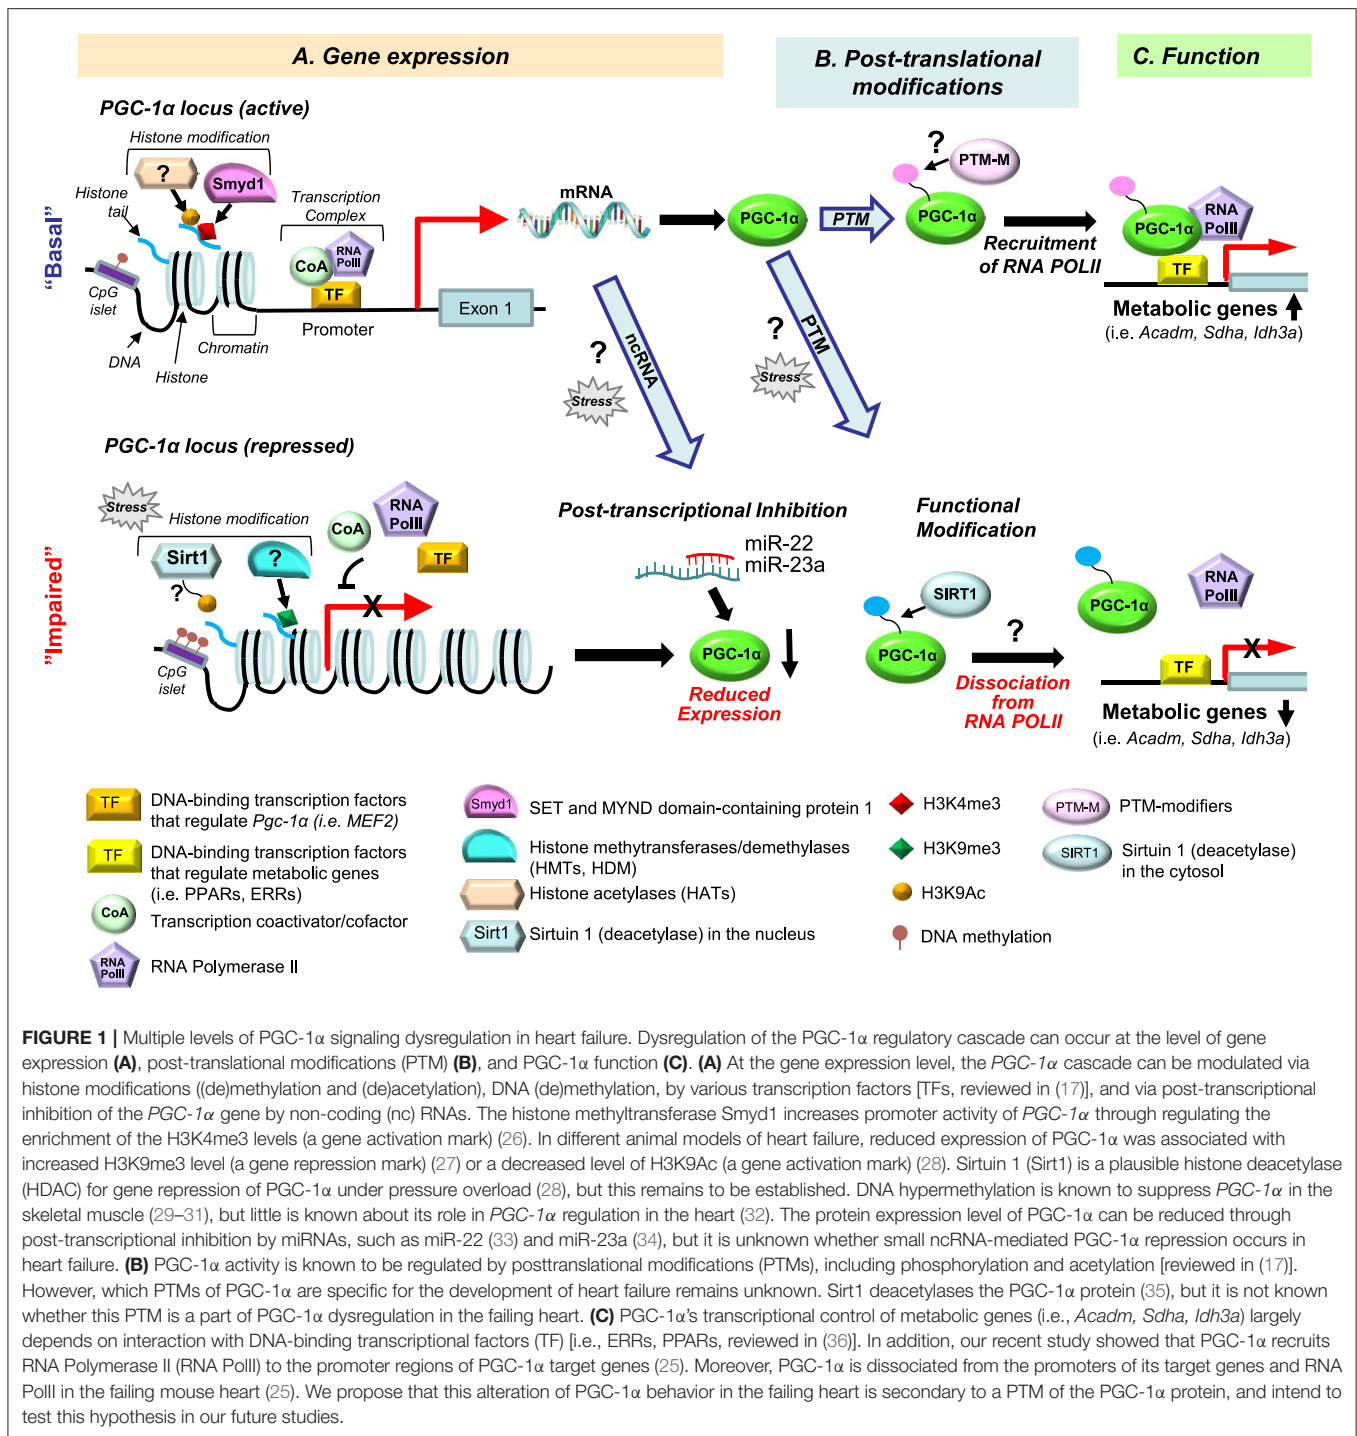 A. Gene expression
B. Post-translational
modifications
C. Function
PGC-1α locus (active)
Histone modification
?
Smyd1
Histone
tail
Transcription
Complex
CoA
RNA
PolII
TF
CpG
islet
Promoter
Exon 1
Chromatin
DNA
Histone
"Basal"
mRNA
PGC-1α
PTM
?
PTM-M
PGC-1α
Recruitment
of RNA POLII
RNA
PolII
PGC-1α
TF
Metabolic genes
(i.e. Acadm, Sdha, Idh3a)
ncRNA
?
Stress
PTM
?
Stress
PGC-1α locus (repressed)
Stress
Histone modification
Sirt1
?
?
CoA
RNA
PolII
TF
X
CpG
islet
"Impaired"
Post-transcriptional Inhibition
miR-22
miR-23a
PGC-1α
Reduced
Expression
Functional
Modification
SIRT1
PGC-1α
?
Dissociation
from
RNA POLII
PGC-1α
RNA
PolII
TF
X
Metabolic genes
(i.e. Acadm, Sdha, Idh3a)
TF
DNA-binding transcription factors
that regulate Pgc-1α (i.e. MEF2)
TF
DNA-binding transcription factors
that regulate metabolic genes
(i.e. PPARs, ERRs)
CoA
Transcription coactivator/cofactor
RNA
PolII
RNA Polymerase II
Smyd1
SET and MYND domain-containing protein 1
Histone methytransferases/demethylases
(HMTs, HDM)
Histone acetylases (HATs)
Sirt1
Sirtuin 1 (deacetylase) in the nucleus
H3K4me3
H3K9me3
H3K9Ac
DNA methylation
PTM-M
PTM-modifiers
SIRT1
Sirtuin 1 (deacetylase)
in the cytosol
FIGURE 1 | Multiple levels of PGC-1α signaling dysregulation in heart failure. Dysregulation of the PGC-1α regulatory cascade can occur at the level of gene
expression (A), post-translational modifications (PTM) (B), and PGC-1α function (C). (A) At the gene expression level, the PGC-1α cascade can be modulated via
histone modifications ((de)methylation and (de)acetylation), DNA (de)methylation, by various transcription factors [TFs, reviewed in (17)], and via post-transcriptional
inhibition of the PGC-1α gene by non-coding (nc) RNAs. The histone methyltransferase Smyd1 increases promoter activity of PGC-1α through regulating the
enrichment of the H3K4me3 levels (a gene activation mark) (26). In different animal models of heart failure, reduced expression of PGC-1α was associated with
increased H3K9me3 level (a gene repression mark) (27) or a decreased level of H3K9Ac (a gene activation mark) (28). Sirtuin 1 (Sirt1) is a plausible histone deacetylase
(HDAC) for gene repression of PGC-1α under pressure overload (28), but this remains to be established. DNA hypermethylation is known to suppress PGC-1α in the
skeletal muscle (29–31), but little is known about its role in PGC-1α regulation in the heart (32). The protein expression level of PGC-1α can be reduced through
post-transcriptional inhibition by miRNAs, such as miR-22 (33) and miR-23a (34), but it is unknown whether small ncRNA-mediated PGC-1α repression occurs in
heart failure. (B) PGC-1α activity is known to be regulated by posttranslational modifications (PTMs), including phosphorylation and acetylation [reviewed in (17)].
However, which PTMs of PGC-1α are specific for the development of heart failure remains unknown. Sirt1 deacetylases the PGC-1α protein (35), but it is not known
whether this PTM is a part of PGC-1α dysregulation in the failing heart. (C) PGC-1α's transcriptional control of metabolic genes (i.e., Acadm, Sdha, Idh3a) largely
depends on interaction with DNA-binding transcriptional factors (TF) [i.e., ERRs, PPARs, reviewed in (36)]. In addition, our recent study showed that PGC-1α recruits
RNA Polymerase II (RNA PolII) to the promoter regions of PGC-1α target genes (25). Moreover, PGC-1α is dissociated from the promoters of its target genes and RNA
PolII in the failing mouse heart (25). We propose that this alteration of PGC-1α behavior in the failing heart is secondary to a PTM of the PGC-1α protein, and intend to
test this hypothesis in our future studies.